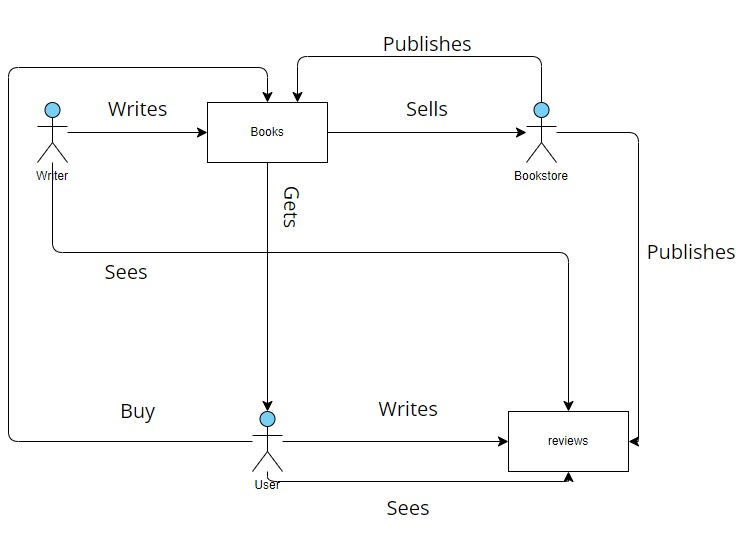 Publishes
Writes
Sells
Books
Writer
Bookstore
Gets
Publishes
Sees
Buy
Writes
reviews
User
Sees